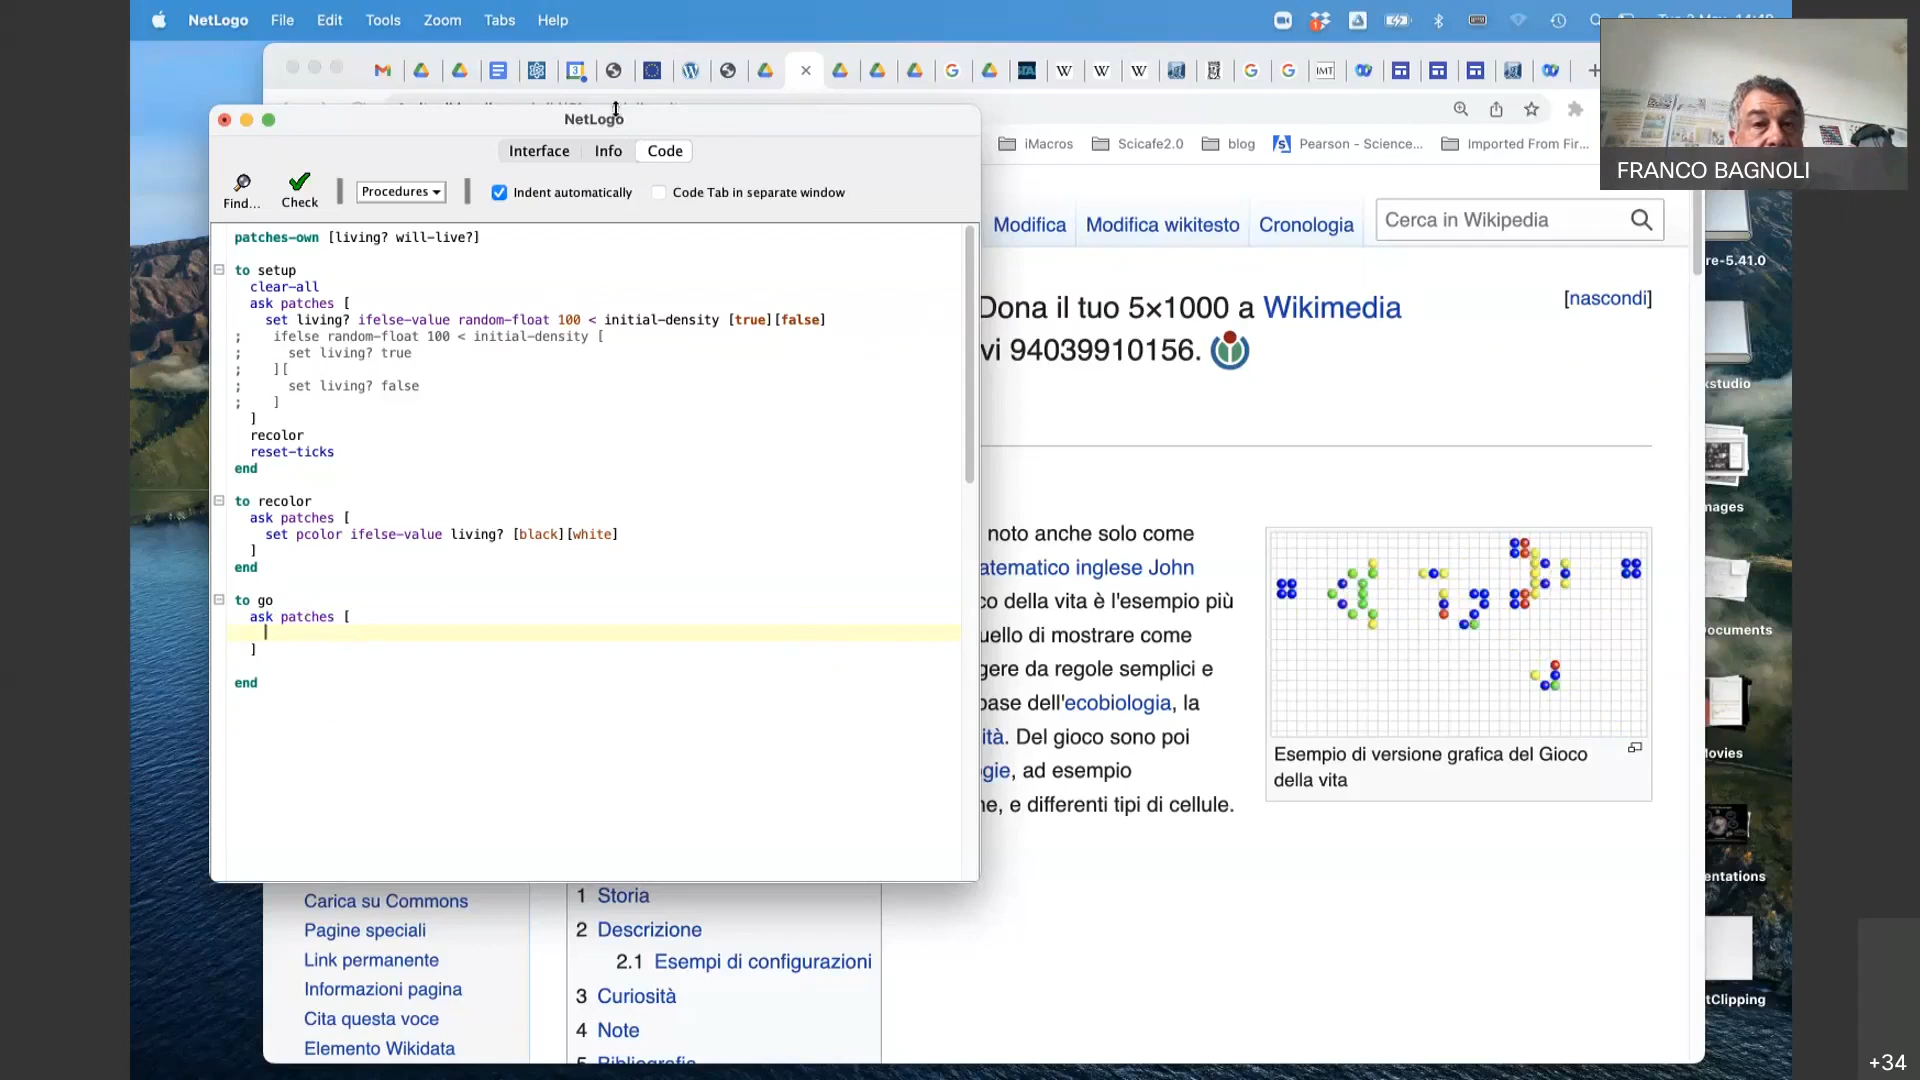 NetLogo File Edit Tools Zoom Tabs Help
FRANCO BAGNOLI
NetLogo
Interface Info Code
Find... Check Procedures Indent automatically Code Tab in separate window
patches-own [living? will-live?]
to setup
clear-all
ask patches [
set living? ifelse-value random-float 100 < initial-density [true][false]
; ifelse random-float 100 < initial-density [
; set living? true
; ][
; set living? false
; ]
]
recolor
reset-ticks
end
to recolor
ask patches [
set pcolor ifelse-value living? [black][white]
]
end
to go
ask patches [
]
end
iMacros Scicafe2.0 blog Pearson - Science... Imported From Fir...
Modifica Modifica wikitesto Cronologia Cerca in Wikipedia
Dona il tuo 5×1000 a Wikimedia [nascondi]
vi 94039910156.
noto anche solo come
atematico inglese John
co della vita è l'esempio più
uello di mostrare come
gere da regole semplici e
base dell'ecobiologia, la
ità. Del gioco sono poi
gie, ad esempio
ne, e differenti tipi di cellule.
Esempio di versione grafica del Gioco
della vita
Carica su Commons
Pagine speciali
Link permanente
Informazioni pagina
Cita questa voce
Elemento Wikidata
1 Storia
2 Descrizione
2.1 Esempi di configurazioni
3 Curiosità
4 Note
5 Bibliografia
re-5.41.0
kstudio
mages
ocuments
Movies
entations
tClipping
+34